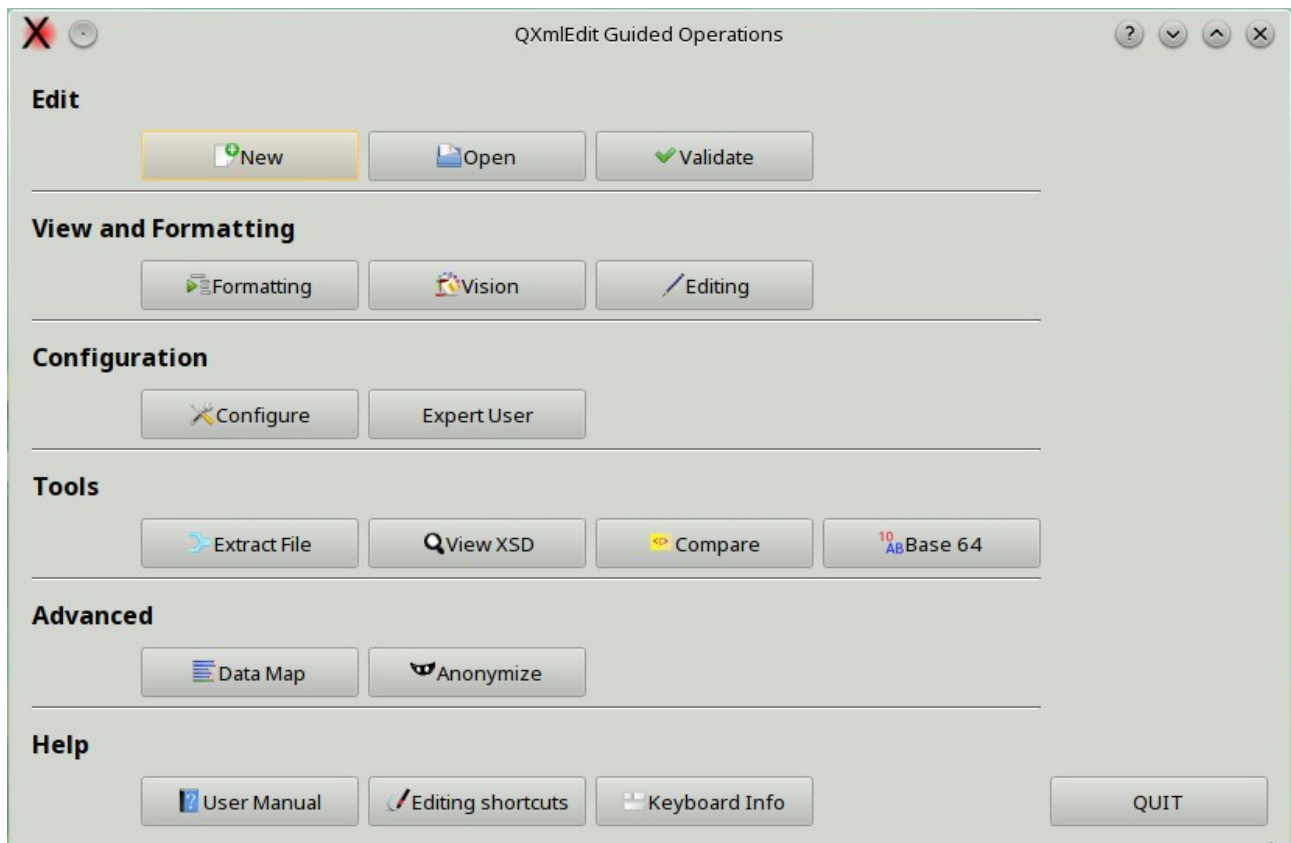 QXmlEdit Guided Operations
Edit
New Open Validate
View and Formatting
Formatting Vision Editing
Configuration
Configure Expert User
Tools
Extract File View XSD Compare Base 64
Advanced
Data Map Anonymize
Help
User Manual Editing shortcuts Keyboard Info QUIT